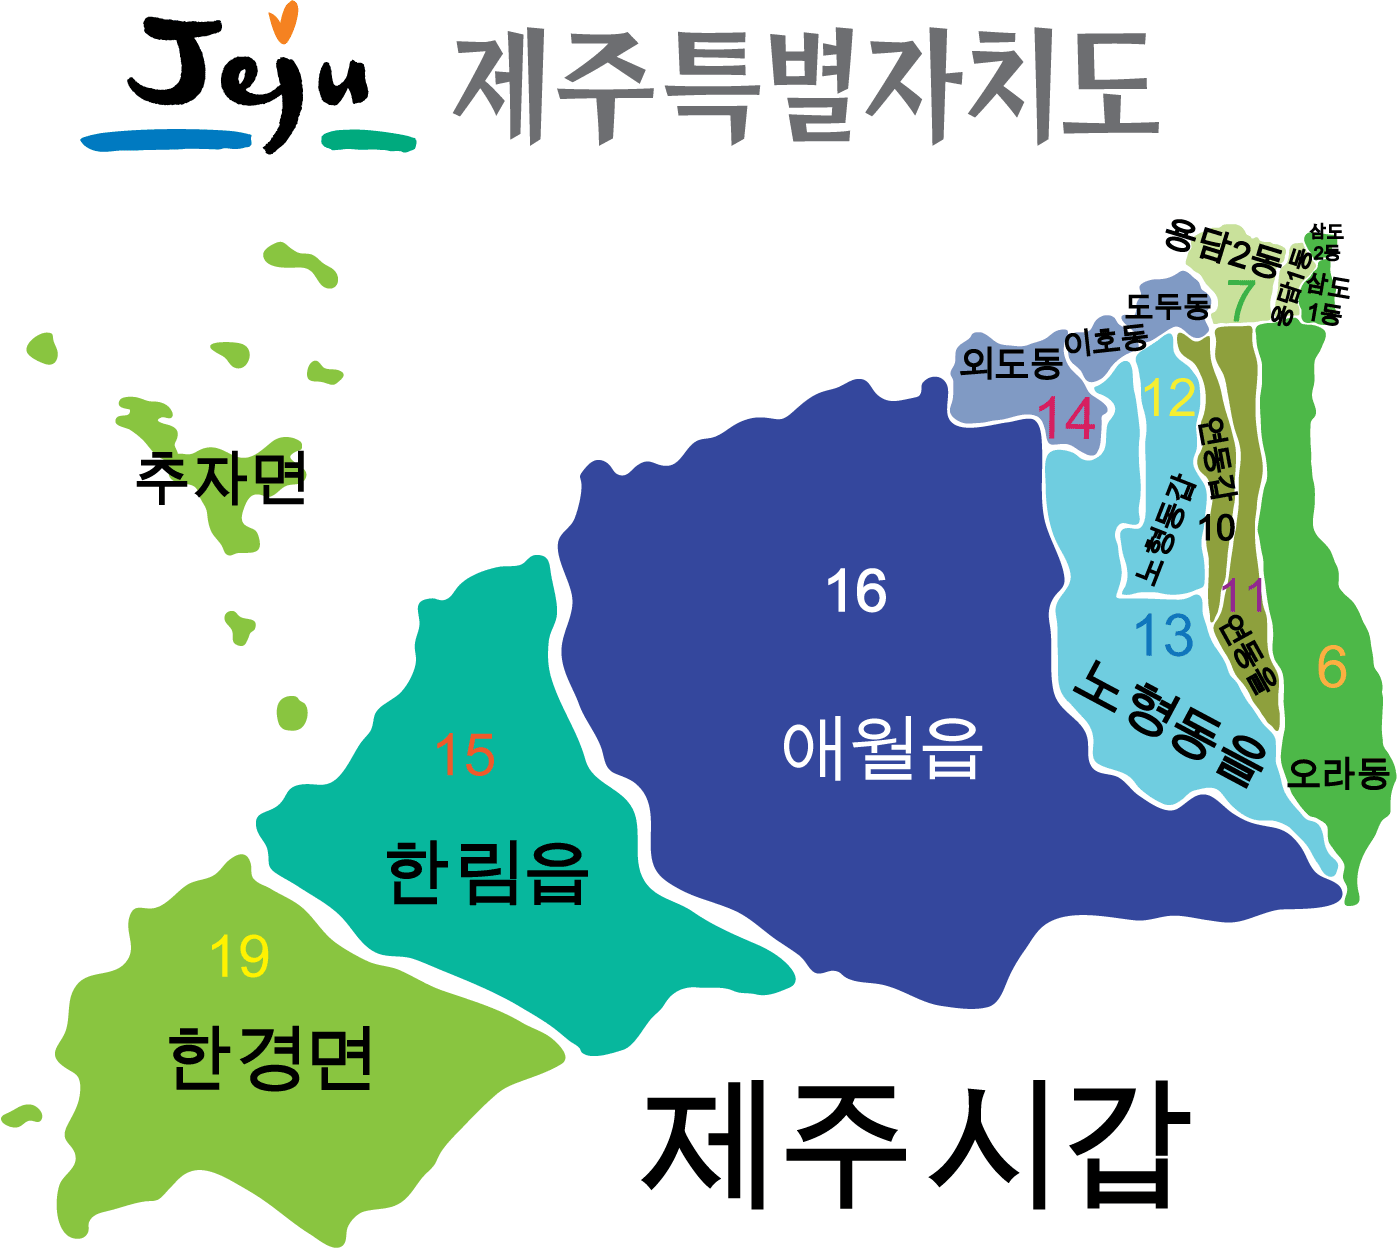 Jeju 제주특별자치도
용담2동
7
용담1동
삼도
2동
삼도
1동
도두동
이호동
외도동
14
12
노형동갑
연동갑
10
11
연동을
13
노형동을
6
오라동
추자면
16
애월읍
15
한림읍
19
한경면
제주시갑